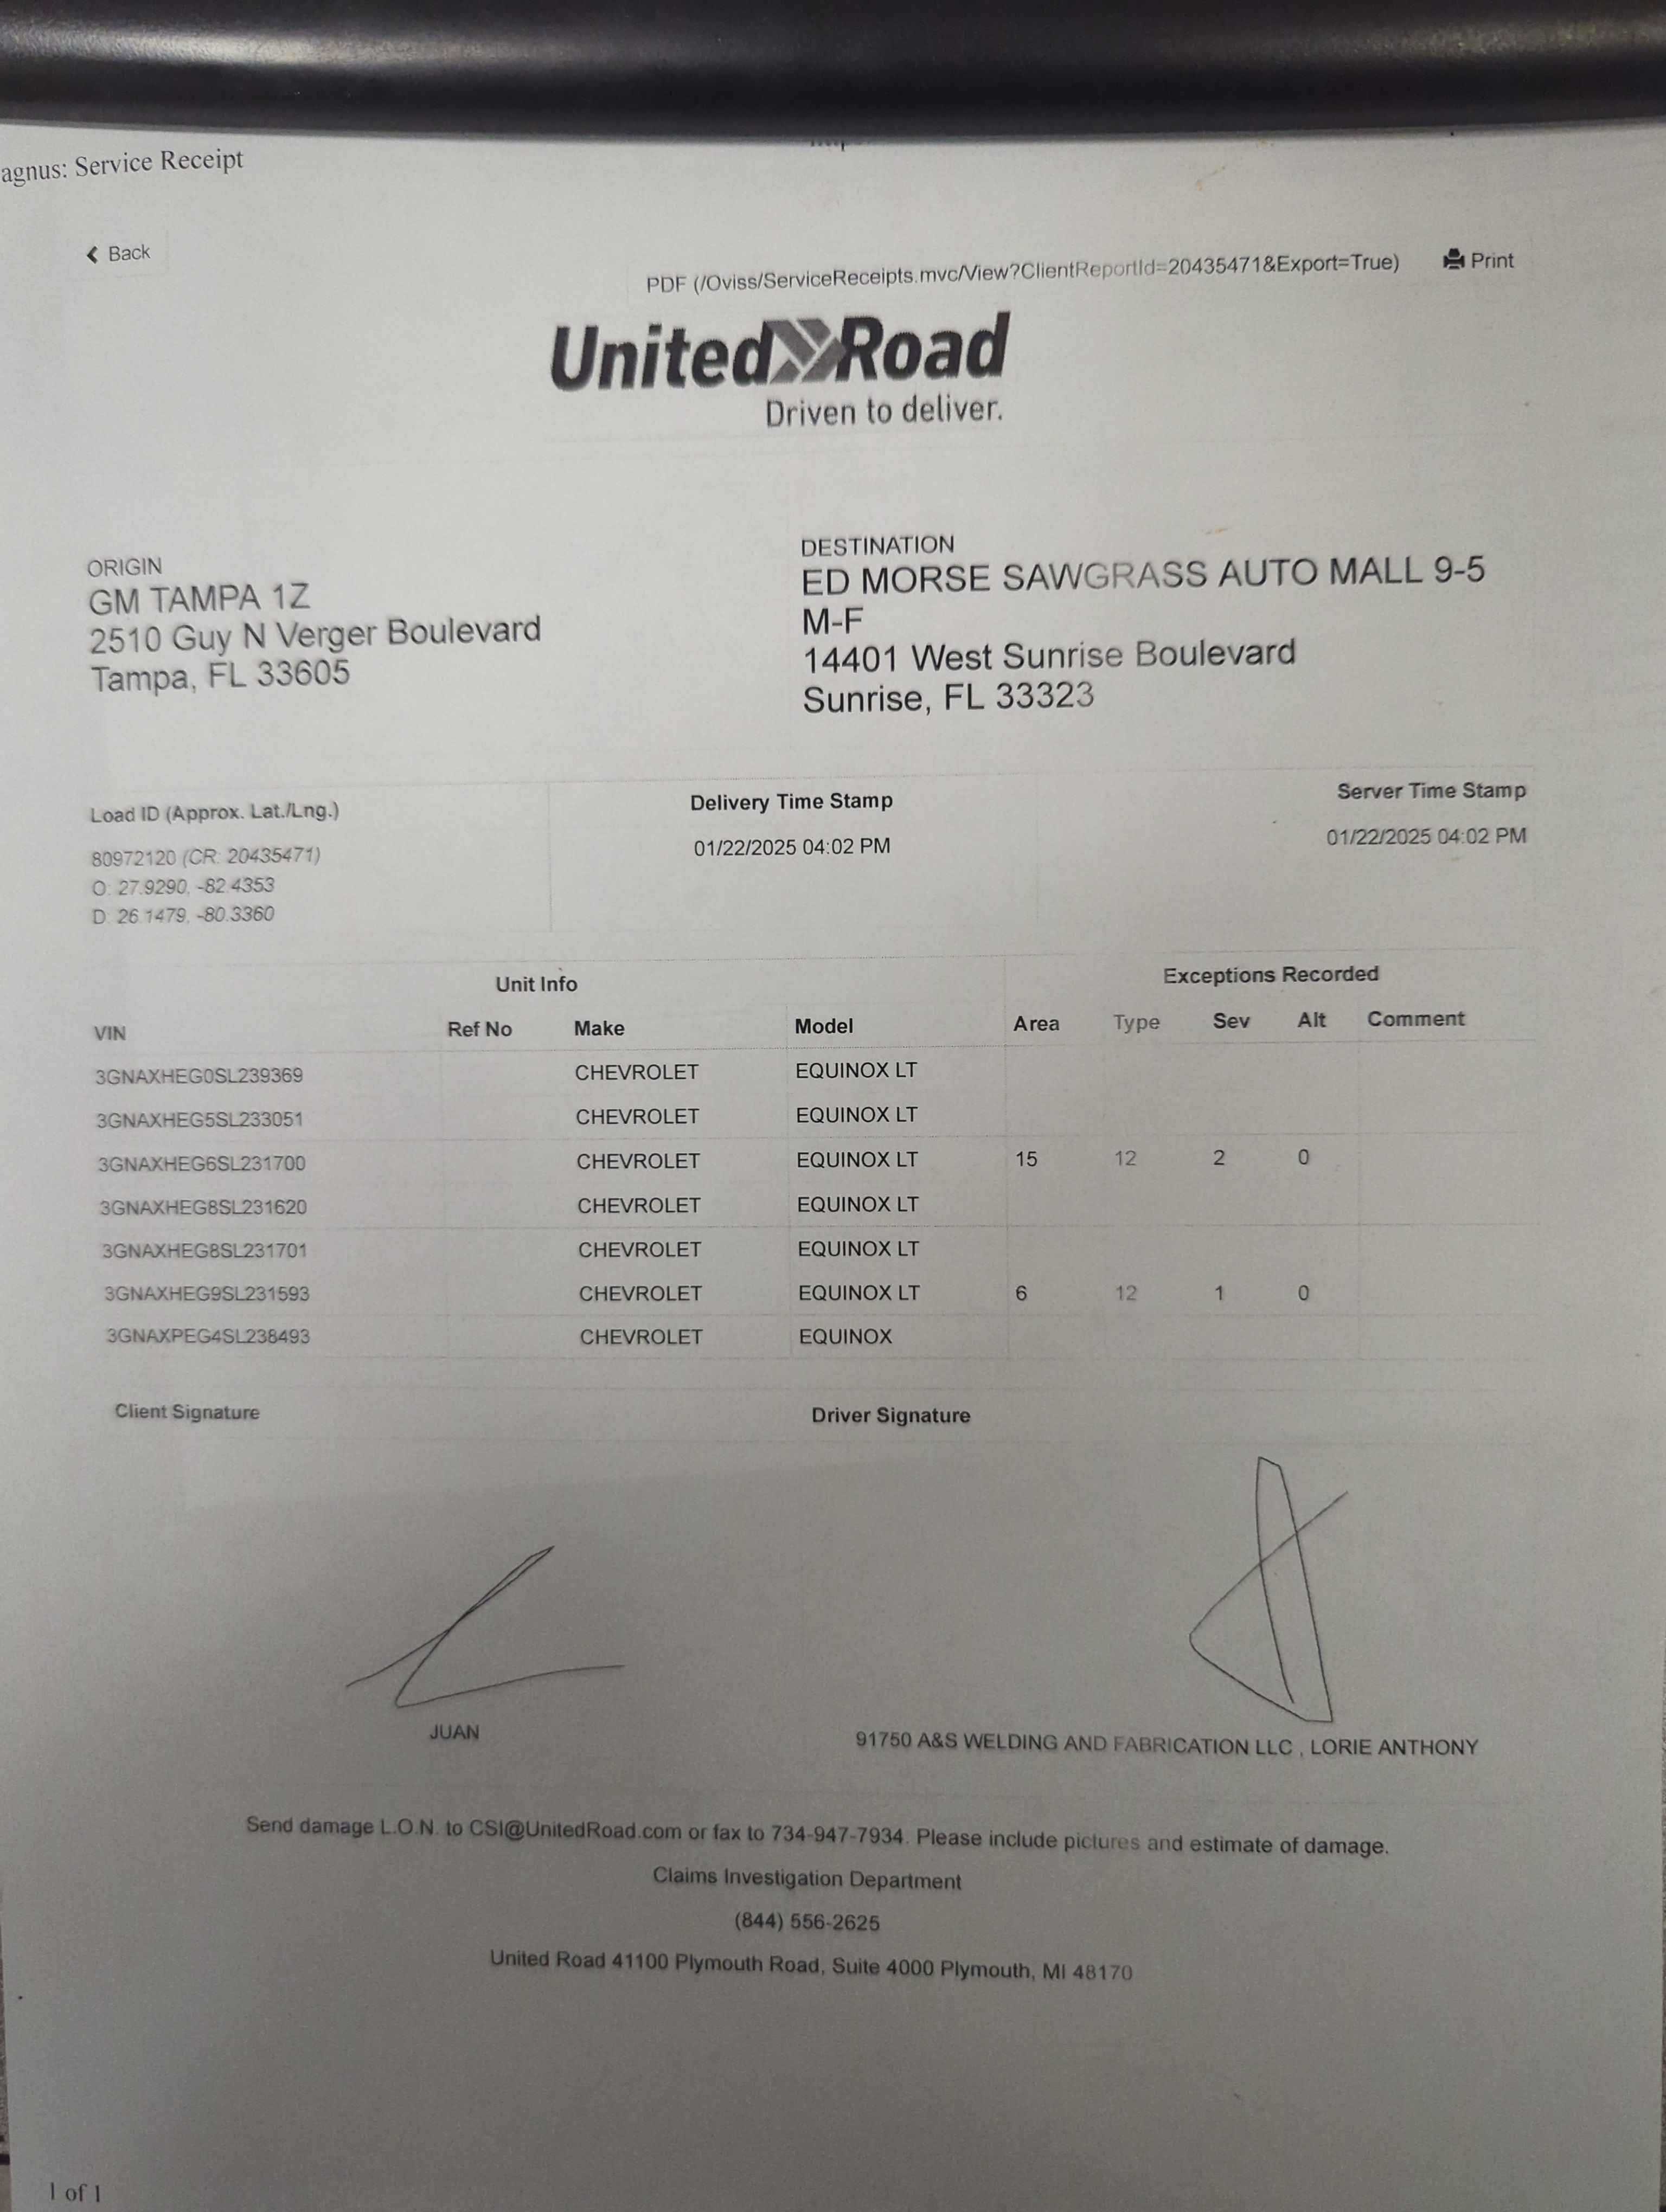 agnus: Service Receipt
Back
PDF (/Oviss/ServiceReceipts.mvc/View?ClientReportId=20435471&Export=True) Print
United Road
Driven to deliver.
ORIGIN
GM TAMPA 1Z
2510 Guy N Verger Boulevard
Tampa, FL 33605
DESTINATION
ED MORSE SAWGRASS AUTO MALL 9-5
M-F
14401 West Sunrise Boulevard
Sunrise, FL 33323
Load ID (Approx. Lat./Lng.)
80972120 (CR: 20435471)
O: 27.9290, -82.4353
D: 26.1479, -80.3360
Delivery Time Stamp
01/22/2025 04:02 PM
Server Time Stamp
01/22/2025 04:02 PM
Unit Info Exceptions Recorded
VIN Ref No Make Model Area Type Sev Alt Comment
3GNAXHEG0SL239369 CHEVROLET EQUINOX LT
3GNAXHEG5SL233051 CHEVROLET EQUINOX LT
3GNAXHEG6SL231700 CHEVROLET EQUINOX LT 15 12 2 0
3GNAXHEG8SL231620 CHEVROLET EQUINOX LT
3GNAXHEG8SL231701 CHEVROLET EQUINOX LT
3GNAXHEG9SL231593 CHEVROLET EQUINOX LT 6 12 1 0
3GNAXPEG4SL238493 CHEVROLET EQUINOX
Client Signature Driver Signature
JUAN
91750 A&S WELDING AND FABRICATION LLC , LORIE ANTHONY
Send damage L.O.N. to CSI@UnitedRoad.com or fax to 734-947-7934. Please include pictures and estimate of damage.
Claims Investigation Department
(844) 556-2625
United Road 41100 Plymouth Road, Suite 4000 Plymouth, MI 48170
1 of 1